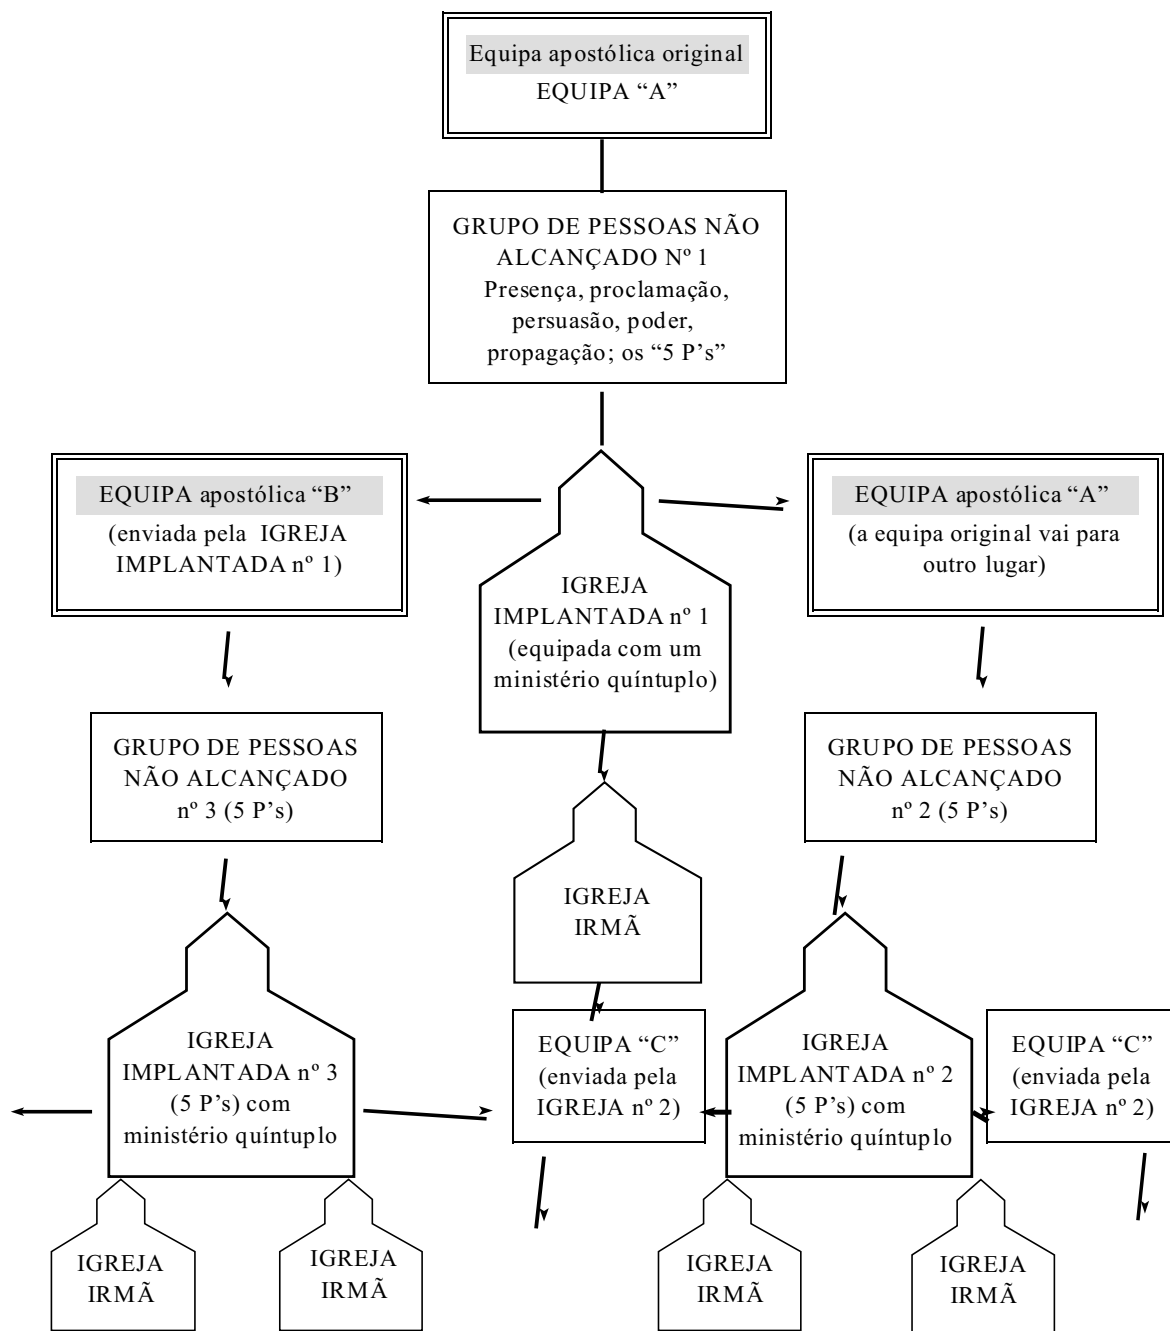 Equipa apostólica original
EQUIPA “A”
GRUPO DE PESSOAS NÃO
ALCANÇADO Nº 1
Presença, proclamação,
persuasão, poder,
propagação; os “5 P’s”
EQUIPA apostólica “B”
(enviada pela IGREJA
IMPLANTADA nº 1)
IGREJA
IMPLANTADA nº 1
(equipada com um
ministério quíntuplo)
EQUIPA apostólica “A”
(a equipa original vai para
outro lugar)
GRUPO DE PESSOAS
NÃO ALCANÇADO
nº 3 (5 P’s)
IGREJA
IRMÃ
GRUPO DE PESSOAS
NÃO ALCANÇADO
nº 2 (5 P’s)
IGREJA
IMPLANTADA nº 3
(5 P’s) com
ministério quíntuplo
EQUIPA “C”
(enviada pela
IGREJA nº 2)
IGREJA
IMPLANTADA nº 2
(5 P’s) com
ministério quíntuplo
EQUIPA “C”
(enviada pela
IGREJA nº 2)
IGREJA
IRMÃ
IGREJA
IRMÃ
IGREJA
IRMÃ
IGREJA
IRMÃ